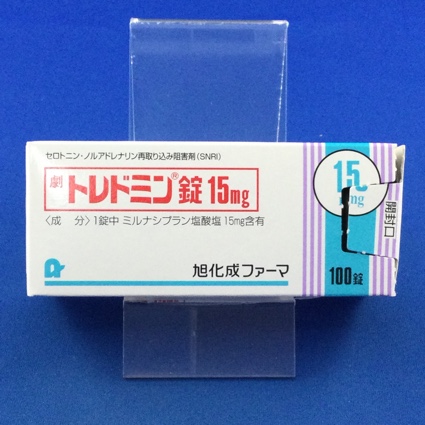 セロトニン・ノルアドレナリン再取り込み阻害剤(SNRI)
劇 トレドミン®錠15mg
〈成 分〉1錠中 ミルナシプラン塩酸塩 15mg含有
旭化成ファーマ
15
mg
開封口
100錠